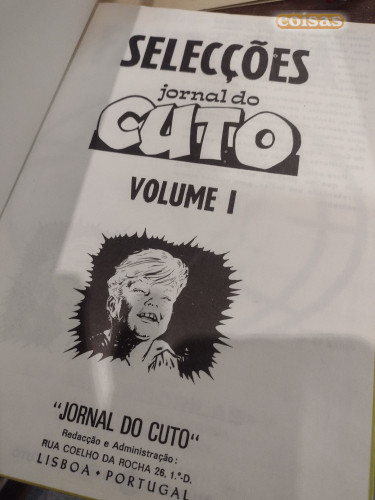 coisas
SELECÇÕES
jornal do
CUTO
VOLUME I
"JORNAL DO CUTO"
Redacção e Administração:
RUA COELHO DA ROCHA 26, 1.º-D.
LISBOA • PORTUGAL